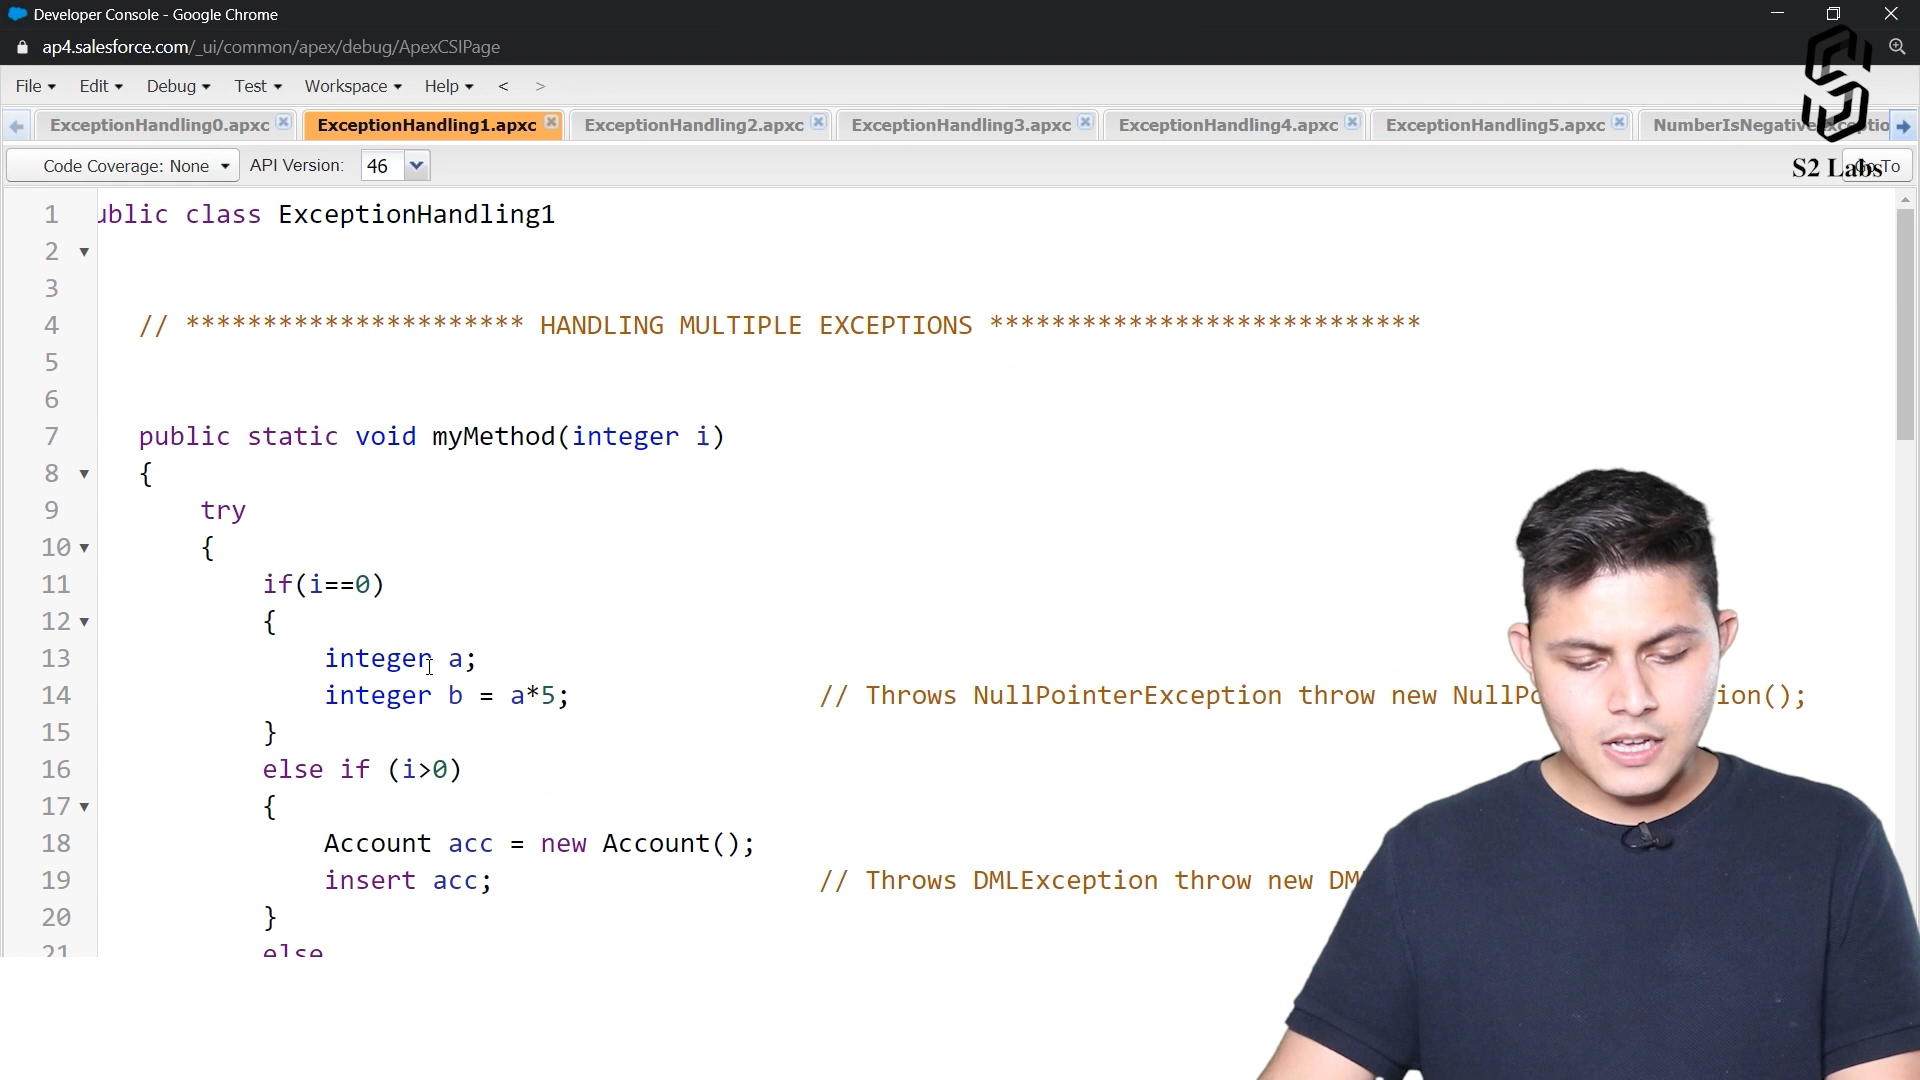 Developer Console - Google Chrome
ap4.salesforce.com/_ui/common/apex/debug/ApexCSIPage
File Edit Debug Test Workspace Help < >
ExceptionHandling0.apxc ExceptionHandling1.apxc ExceptionHandling2.apxc ExceptionHandling3.apxc ExceptionHandling4.apxc ExceptionHandling5.apxc
Code Coverage: None API Version: 46
S2 Labs To
1 ublic class ExceptionHandling1
2
3
4 // ********************** HANDLING MULTIPLE EXCEPTIONS ****************************
5
6
7 public static void myMethod(integer i)
8 {
9 try
10 {
11 if(i==0)
12 {
13 integer a;
14 integer b = a*5; // Throws NullPointerException throw new NullPo ion();
15 }
16 else if (i>0)
17 {
18 Account acc = new Account();
19 insert acc; // Throws DMLException throw new DM
20 }
21 else